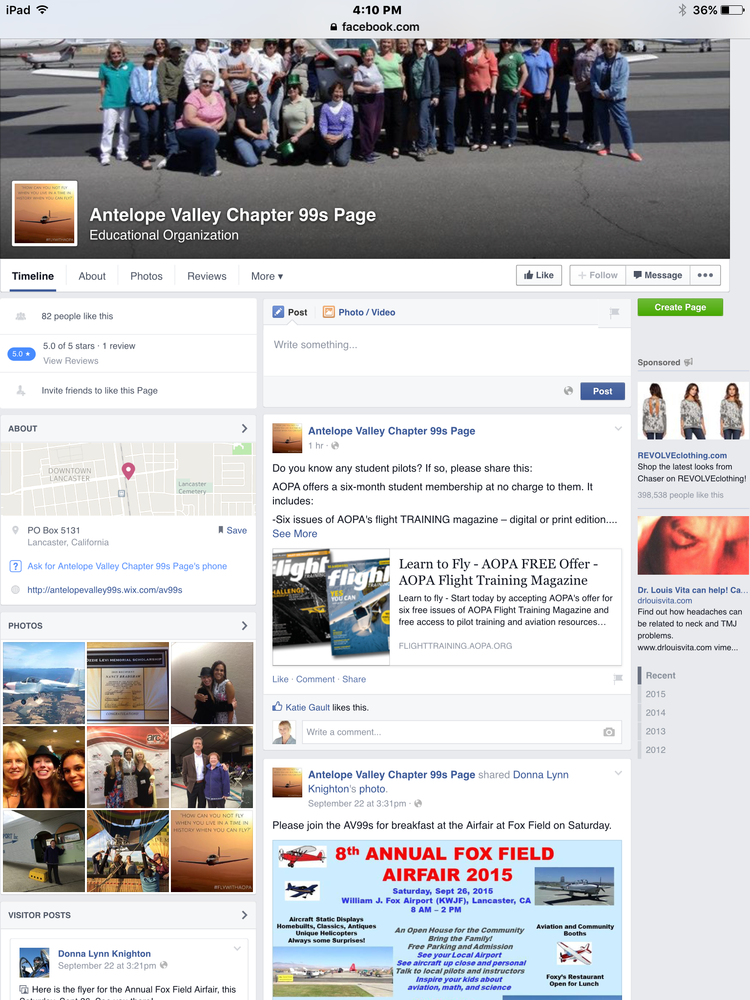 iPad 4:10 PM 36%
facebook.com
"HOW CAN YOU NOT FLY
WHEN YOU LIVE IN A TIME IN
HISTORY WHEN YOU CAN FLY?"
#FLYWITHAOPA
Antelope Valley Chapter 99s Page
Educational Organization
Timeline About Photos Reviews More ▾ Like + Follow Message •••
82 people like this
5.0 ★ 5.0 of 5 stars · 1 review
View Reviews
Invite friends to like this Page
ABOUT
DOWNTOWN
LANCASTER
Lancaster
Cemetery
PO Box 5131 Save
Lancaster, California
? Ask for Antelope Valley Chapter 99s Page's phone
http://antelopevalley99s.wix.com/av99s
PHOTOS
OZZIE LEVI MEMORIAL SCHOLARSHIP
2015 RECIPIENT
NANCY BRADSHAW
CONGRATULATIONS!
arc
arc
PORT Inc
"HOW CAN YOU NOT FLY
WHEN YOU LIVE IN A TIME IN
HISTORY WHEN YOU CAN FLY?"
#FLYWITHAOPA
VISITOR POSTS
Donna Lynn Knighton
September 22 at 3:21pm
Here is the flyer for the Annual Fox Field Airfair, this
Saturday, Sept 26. See you there!
Post Photo / Video
Write something...
Post
Antelope Valley Chapter 99s Page
1 hr ·
Do you know any student pilots? If so, please share this:
AOPA offers a six-month student membership at no charge to them. It
includes:
-Six issues of AOPA's flight TRAINING magazine – digital or print edition....
See More
flight
TRAINING
CHALLENGE
flight
TRAINING
YES
YOU CAN
Learn to Fly - AOPA FREE Offer -
AOPA Flight Training Magazine
Learn to fly - Start today by accepting AOPA's offer for
six free issues of AOPA Flight Training Magazine and
free access to pilot training and aviation resources...
FLIGHTTRAINING.AOPA.ORG
Like · Comment · Share
Katie Gault likes this.
Write a comment...
Antelope Valley Chapter 99s Page shared Donna Lynn
Knighton's photo.
September 22 at 3:31pm ·
Please join the AV99s for breakfast at the Airfair at Fox Field on Saturday.
8th ANNUAL FOX FIELD
AIRFAIR 2015
Saturday, Sept 26, 2015
William J. Fox Airport (KWJF), Lancaster, CA
8 AM – 2 PM
Aircraft Static Displays
Homebuilts, Classics, Antiques
Unique Helicopters
Always some Surprises!
An Open House for the Community
Bring the Family!
Free Parking and Admission
See your Local Airport
See aircraft up close and personal
Talk to local pilots and instructors
Inspire your kids about
aviation, math, and science
Aviation and Community
Booths
Foxy's Restaurant
Open for Lunch
Create Page
Sponsored
REVOLVEclothing.com
Shop the latest looks from
Chaser on REVOLVEclothing!
398,538 people like this
Dr. Louis Vita can help! Ca...
drlouisvita.com
Find out how headaches can
be related to neck and TMJ
problems.
www.drlouisvita.com vime...
Recent
2015
2014
2013
2012